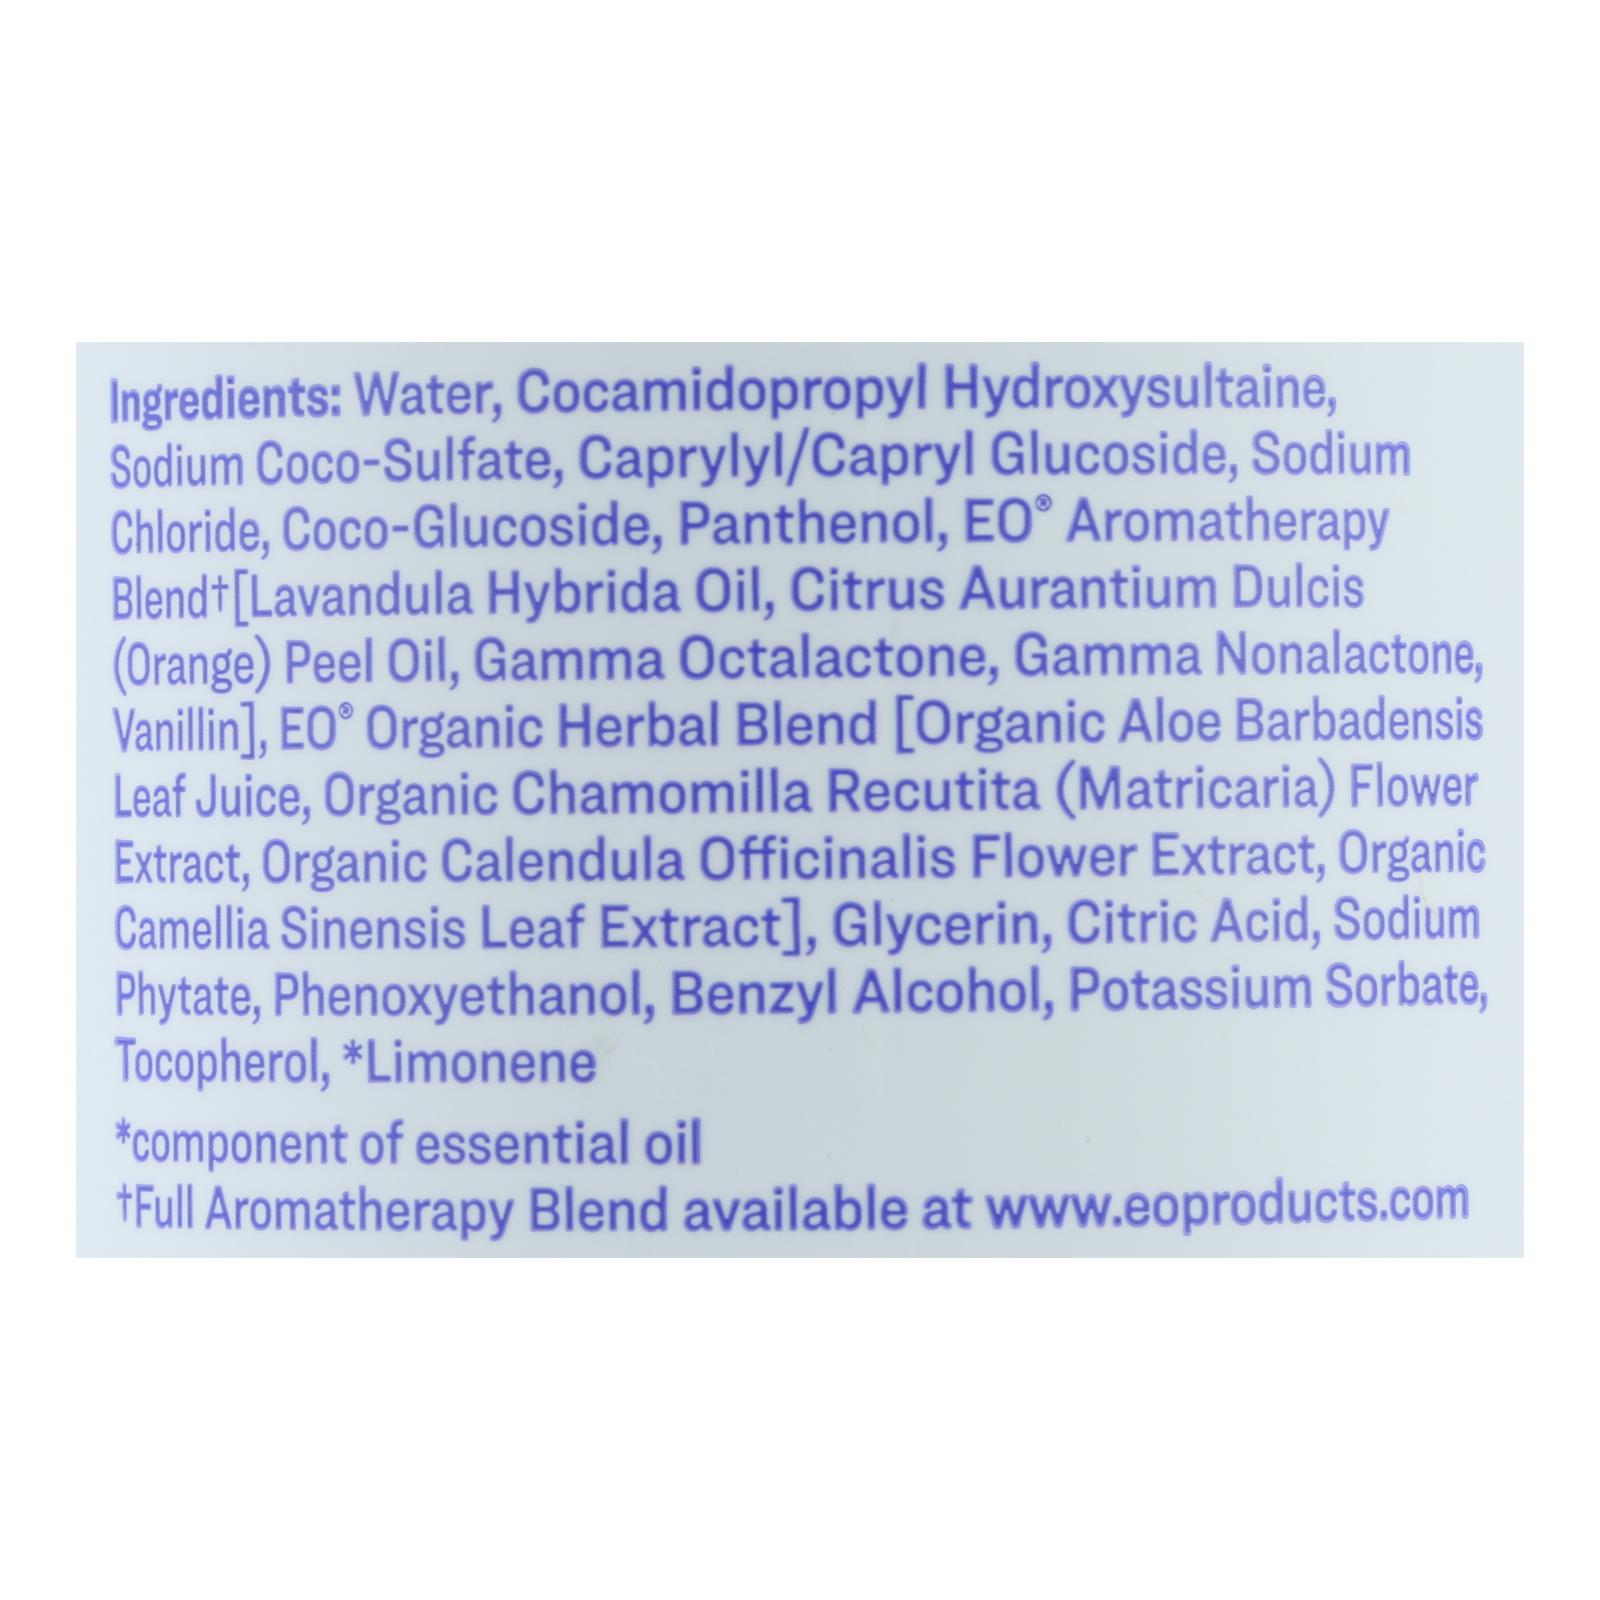 Ingredients: Water, Cocamidopropyl Hydroxysultaine,
Sodium Coco-Sulfate, Caprylyl/Capryl Glucoside, Sodium
Chloride, Coco-Glucoside, Panthenol, EO® Aromatherapy
Blend†[Lavandula Hybrida Oil, Citrus Aurantium Dulcis
(Orange) Peel Oil, Gamma Octalactone, Gamma Nonalactone,
Vanillin], EO® Organic Herbal Blend [Organic Aloe Barbadensis
Leaf Juice, Organic Chamomilla Recutita (Matricaria) Flower
Extract, Organic Calendula Officinalis Flower Extract, Organic
Camellia Sinensis Leaf Extract], Glycerin, Citric Acid, Sodium
Phytate, Phenoxyethanol, Benzyl Alcohol, Potassium Sorbate,
Tocopherol, *Limonene
*component of essential oil
†Full Aromatherapy Blend available at www.eoproducts.com